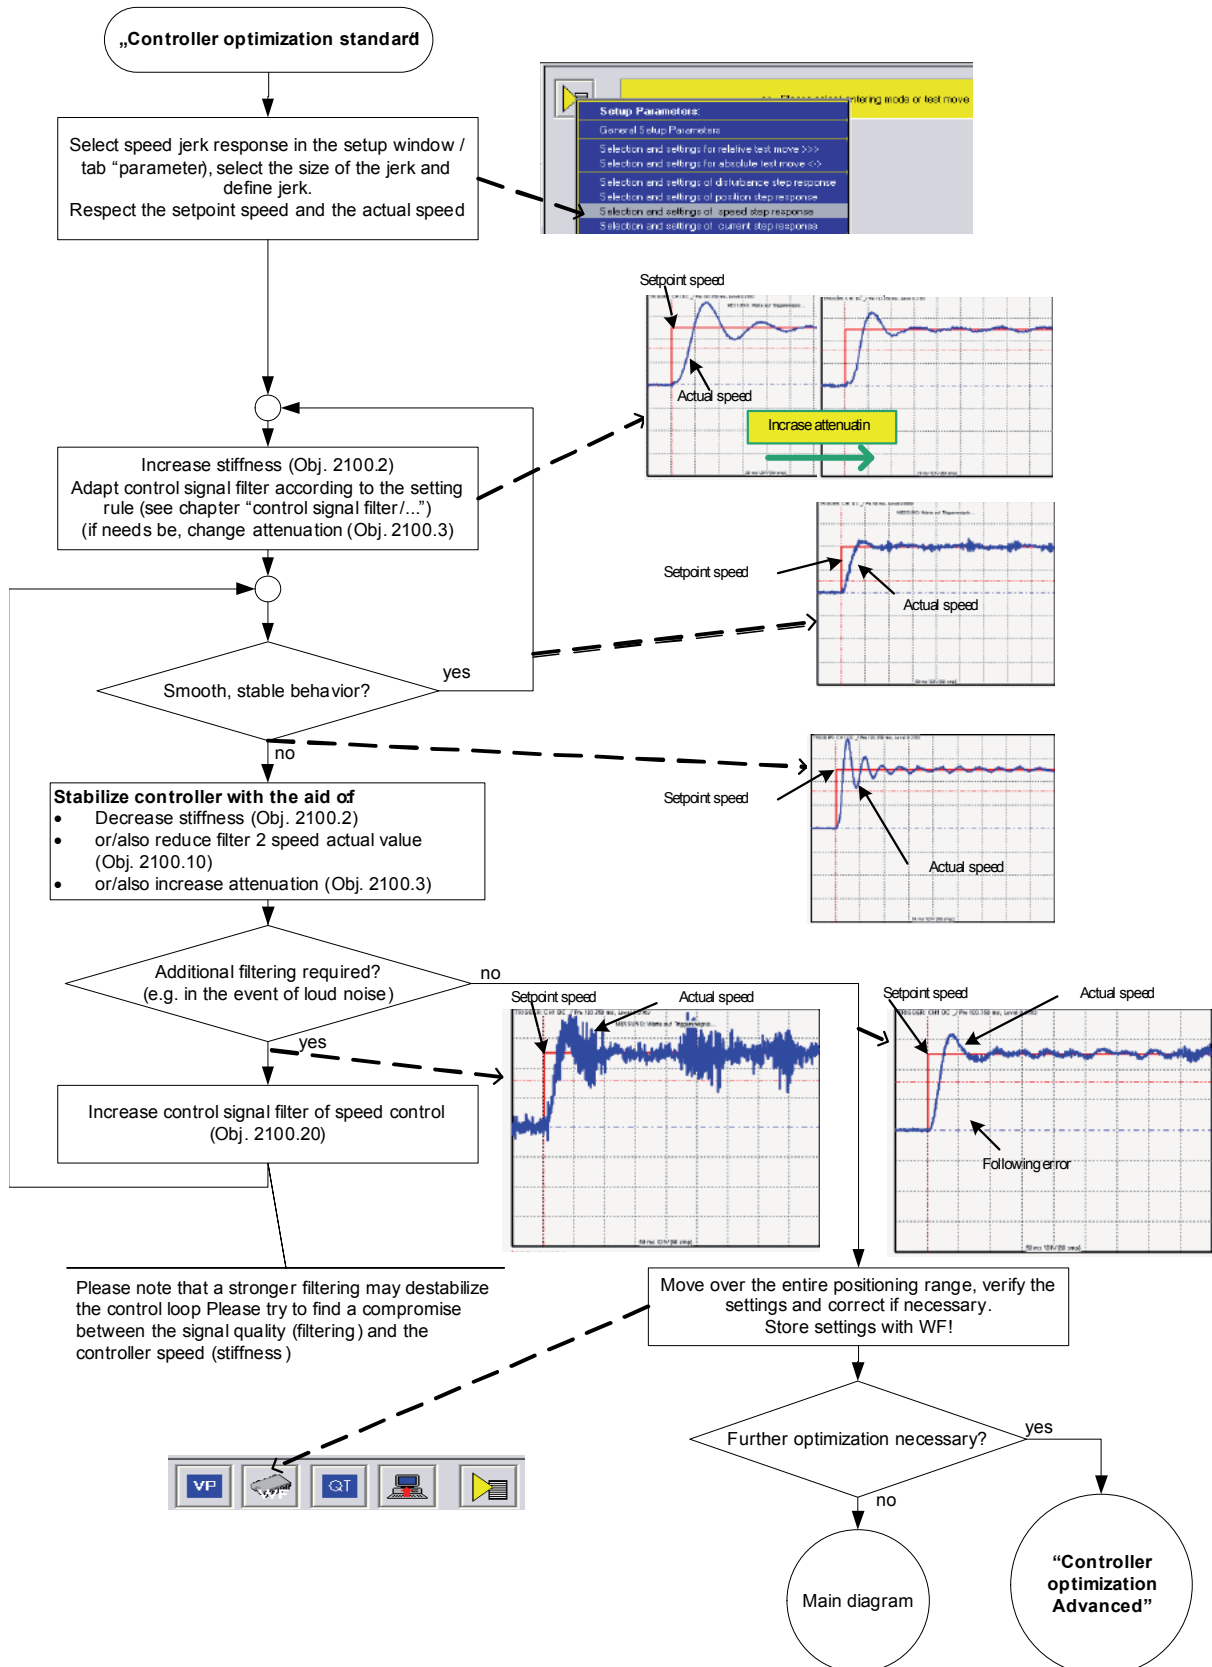 „Controller optimization standard“
Select speed jerk response in the setup window /
tab “parameter), select the size of the jerk and
define jerk.
Respect the setpoint speed and the actual speed
entering mode or test move
Setup Parameters:
General Setup Parameters
Selection and settings for relative test move >>>
Selection and settings for absolute test move <->
Selection and settings of disturbance step response
Selection and settings of position step response
Selection and settings of speed step response
Selection and settings of current step response
Setpoint speed
Actual speed
Incrase attenuatin
Increase stiffness (Obj. 2100.2)
Adapt control signal filter according to the setting
rule (see chapter “control signal filter/...”)
(if needs be, change attenuation (Obj. 2100.3)
Setpoint speed
Actual speed
Smooth, stable behavior?
yes
no
Setpoint speed
Actual speed
Stabilize controller with the aid of:
• Decrease stiffness (Obj. 2100.2)
• or/also reduce filter 2 speed actual value
(Obj. 2100.10)
• or/also increase attenuation (Obj. 2100.3)
Additional filtering required?
(e.g. in the event of loud noise)
no
yes
Setpoint speed
Actual speed
Setpoint speed
Actual speed
Following error
Increase control signal filter of speed control
(Obj. 2100.20)
Please note that a stronger filtering may destabilize
the control loop Please try to find a compromise
between the signal quality (filtering) and the
controller speed (stiffness)
Move over the entire positioning range, verify the
settings and correct if necessary.
Store settings with WF!
Further optimization necessary?
yes
no
VP
WF
QT
Main diagram
“Controller
optimization
Advanced”